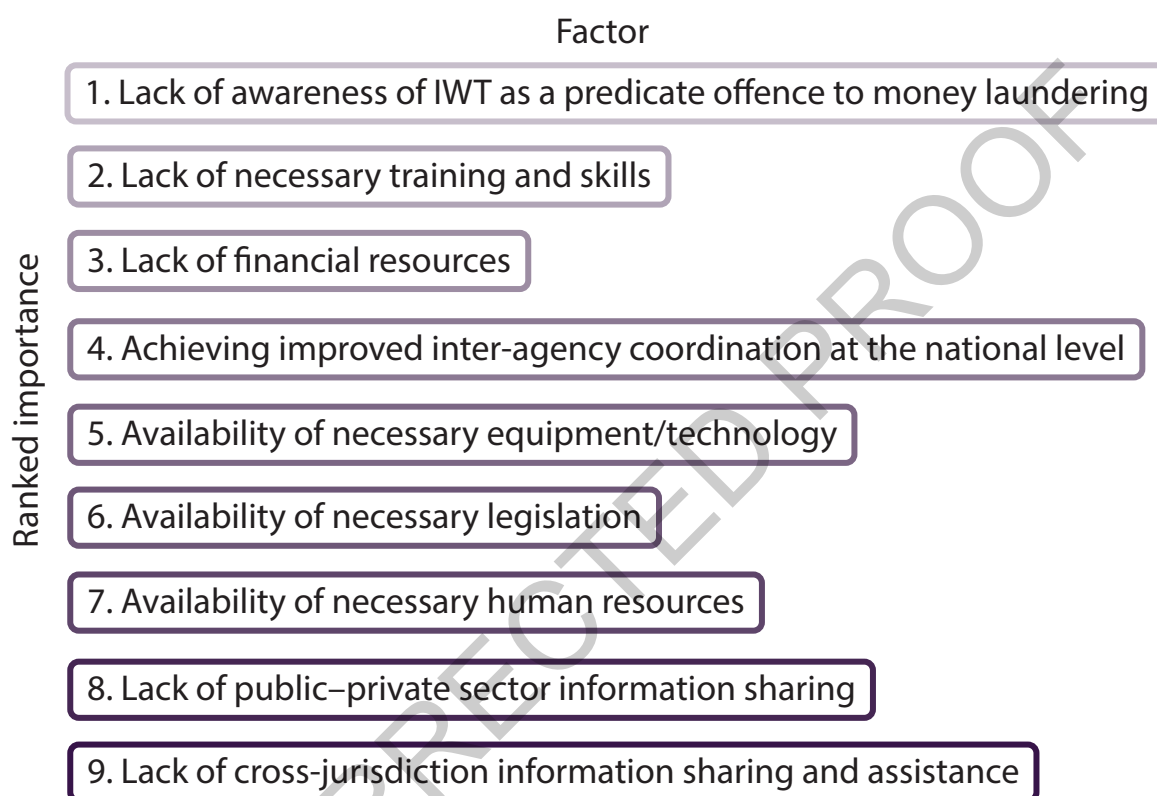 Factor
1. Lack of awareness of IWT as a predicate offence to money laundering
2. Lack of necessary training and skills
3. Lack of financial resources
4. Achieving improved inter-agency coordination at the national level
5. Availability of necessary equipment/technology
6. Availability of necessary legislation
7. Availability of necessary human resources
8. Lack of public–private sector information sharing
9. Lack of cross-jurisdiction information sharing and assistance
Ranked importance
RECTED PROOF